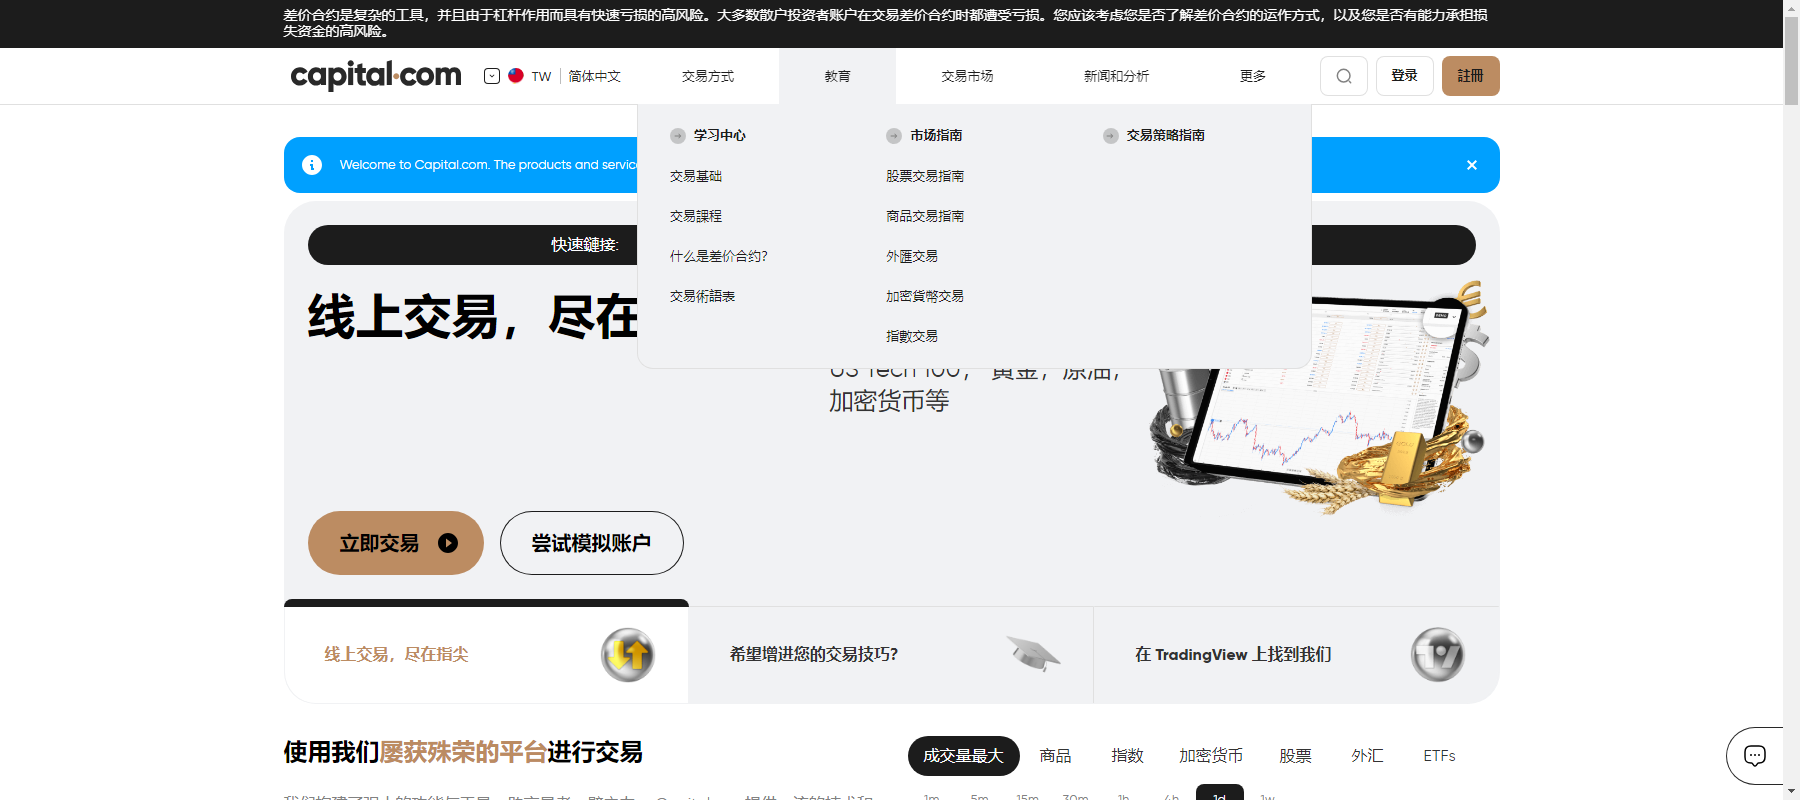 差价合约是复杂的工具，并且由于杠杆作用而具有快速亏损的高风险。大多数散户投资者账户在交易差价合约时都遭受亏损。您应该考虑您是否了解差价合约的运作方式，以及您是否有能力承担损
失资金的高风险。
capital.com TW 简体中文 交易方式 教育 交易市场 新闻和分析 更多 登录 註冊
学习中心 市场指南 交易策略指南
Welcome to Capital.com. The products and
交易基础 股票交易指南
交易課程 商品交易指南
快速鏈接:
什么是差价合约? 外匯交易
交易術語表 加密貨幣交易
线上交易，尽在
指數交易
US Tech 100， 黄金，原油，
加密货币等
立即交易 尝试模拟账户
线上交易，尽在指尖 希望增进您的交易技巧? 在 TradingView 上找到我们
使用我们屡获殊荣的平台进行交易
成交量最大 商品 指数 加密货币 股票 外汇 ETFs
1m 5m 15m 30m 1h 4h 1d 1w